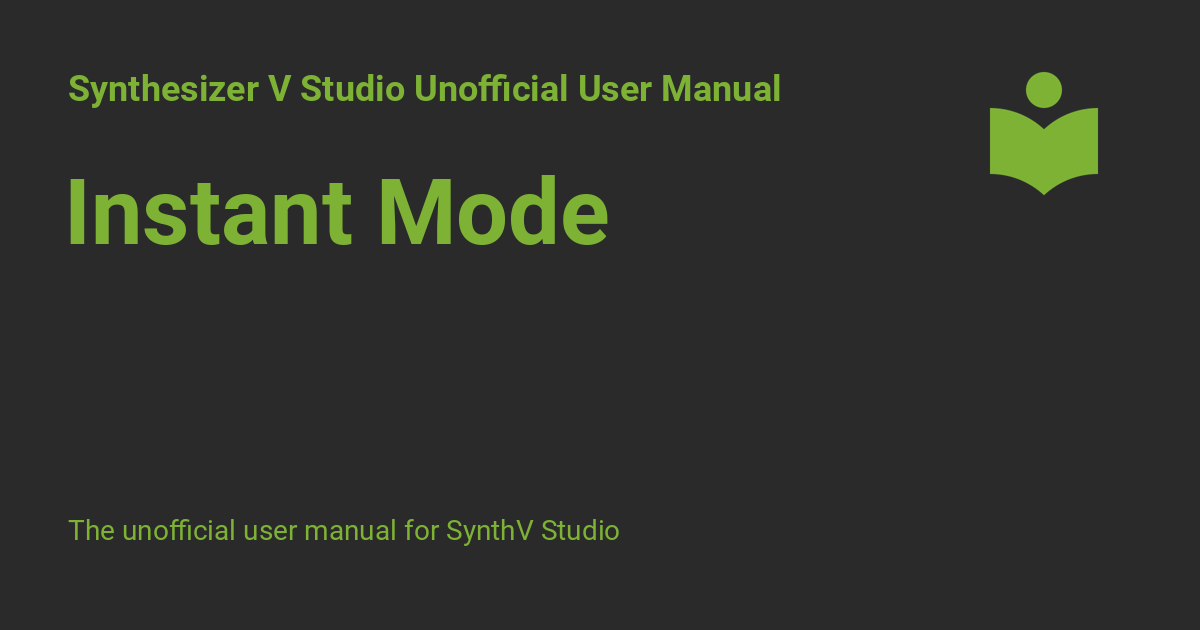 Synthesizer V Studio Unofficial User Manual
Instant Mode
The unofficial user manual for SynthV Studio